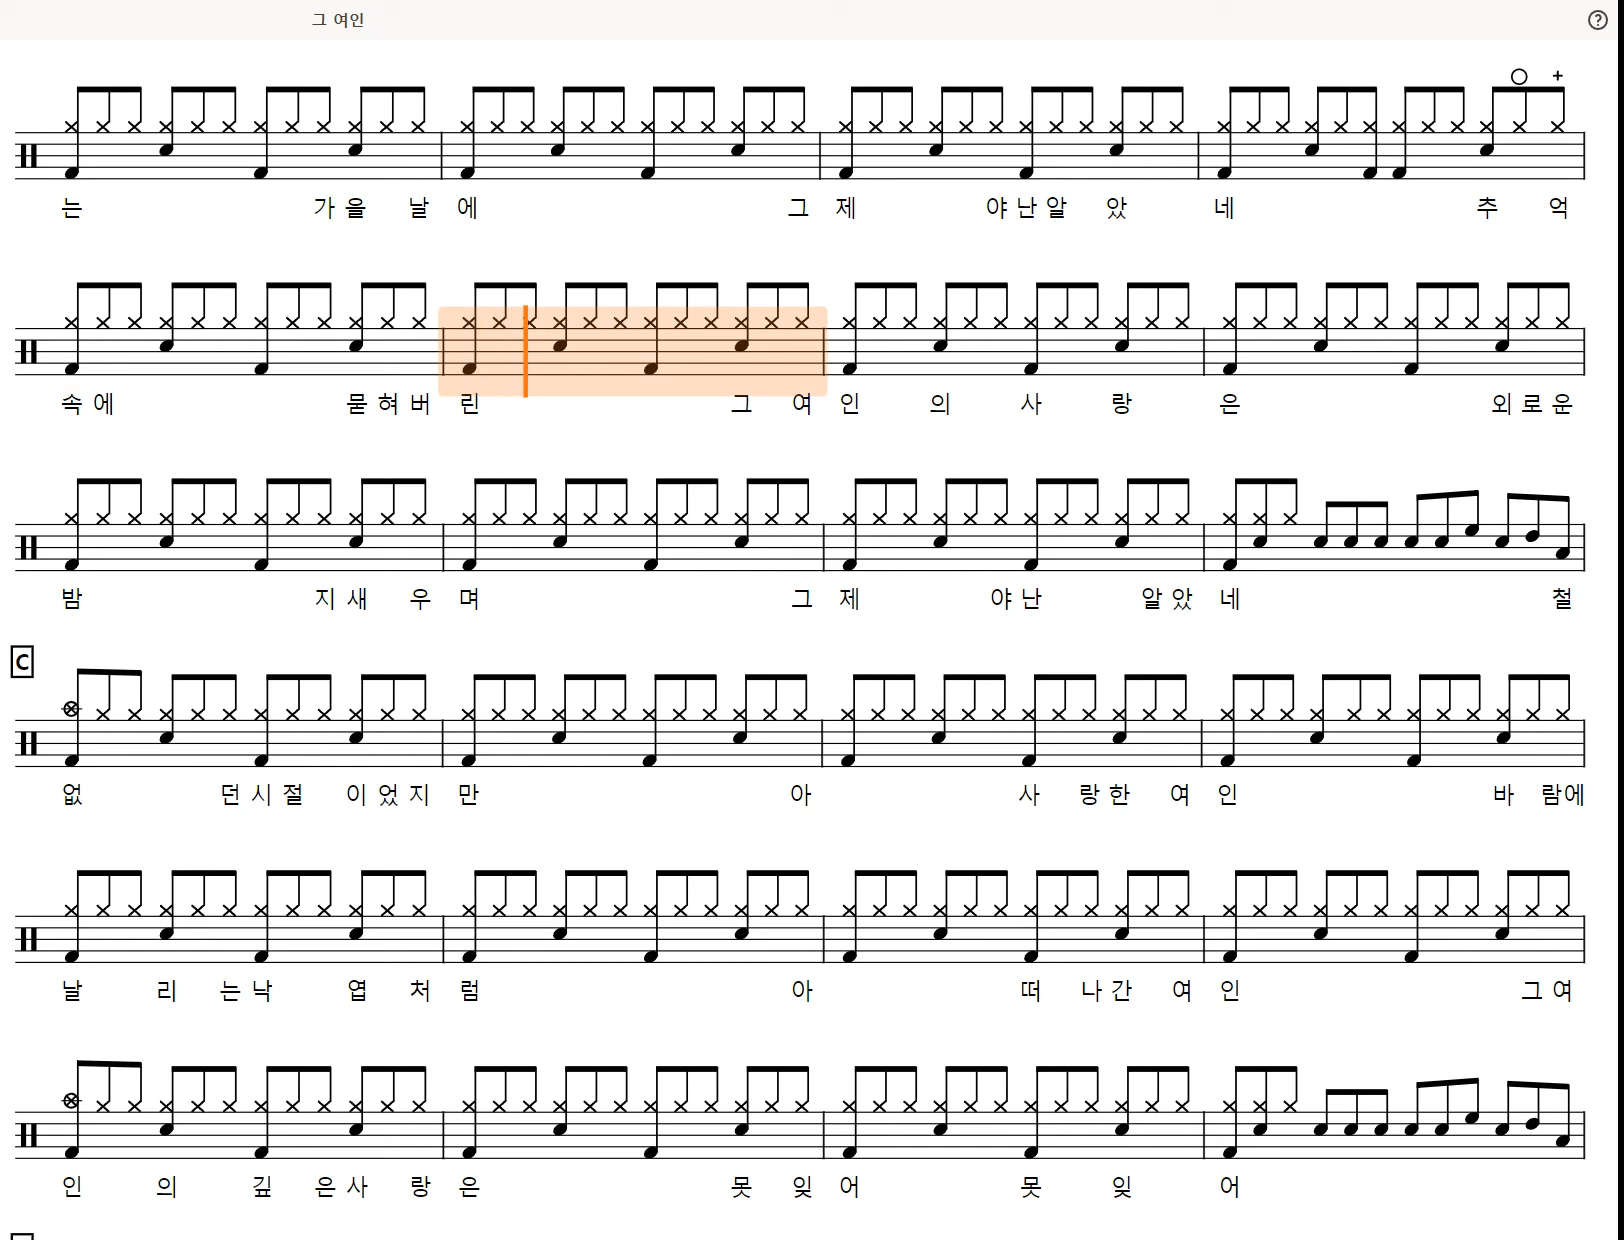 그 여인
는 가 을 날 에 그 제 야 난 알 았 네 추 억
속 에 묻 혀 버 린 그 여 인 의 사 랑 은 외 로 운
밤 지 새 우 며 그 제 야 난 알 았 네 철
C
없 던 시 절 이 었 지 만 아 사 랑 한 여 인 바 람에
날 리 는 낙 엽 처 럼 아 떠 나 간 여 인 그 여
인 의 깊 은 사 랑 은 못 잊 어 못 잊 어